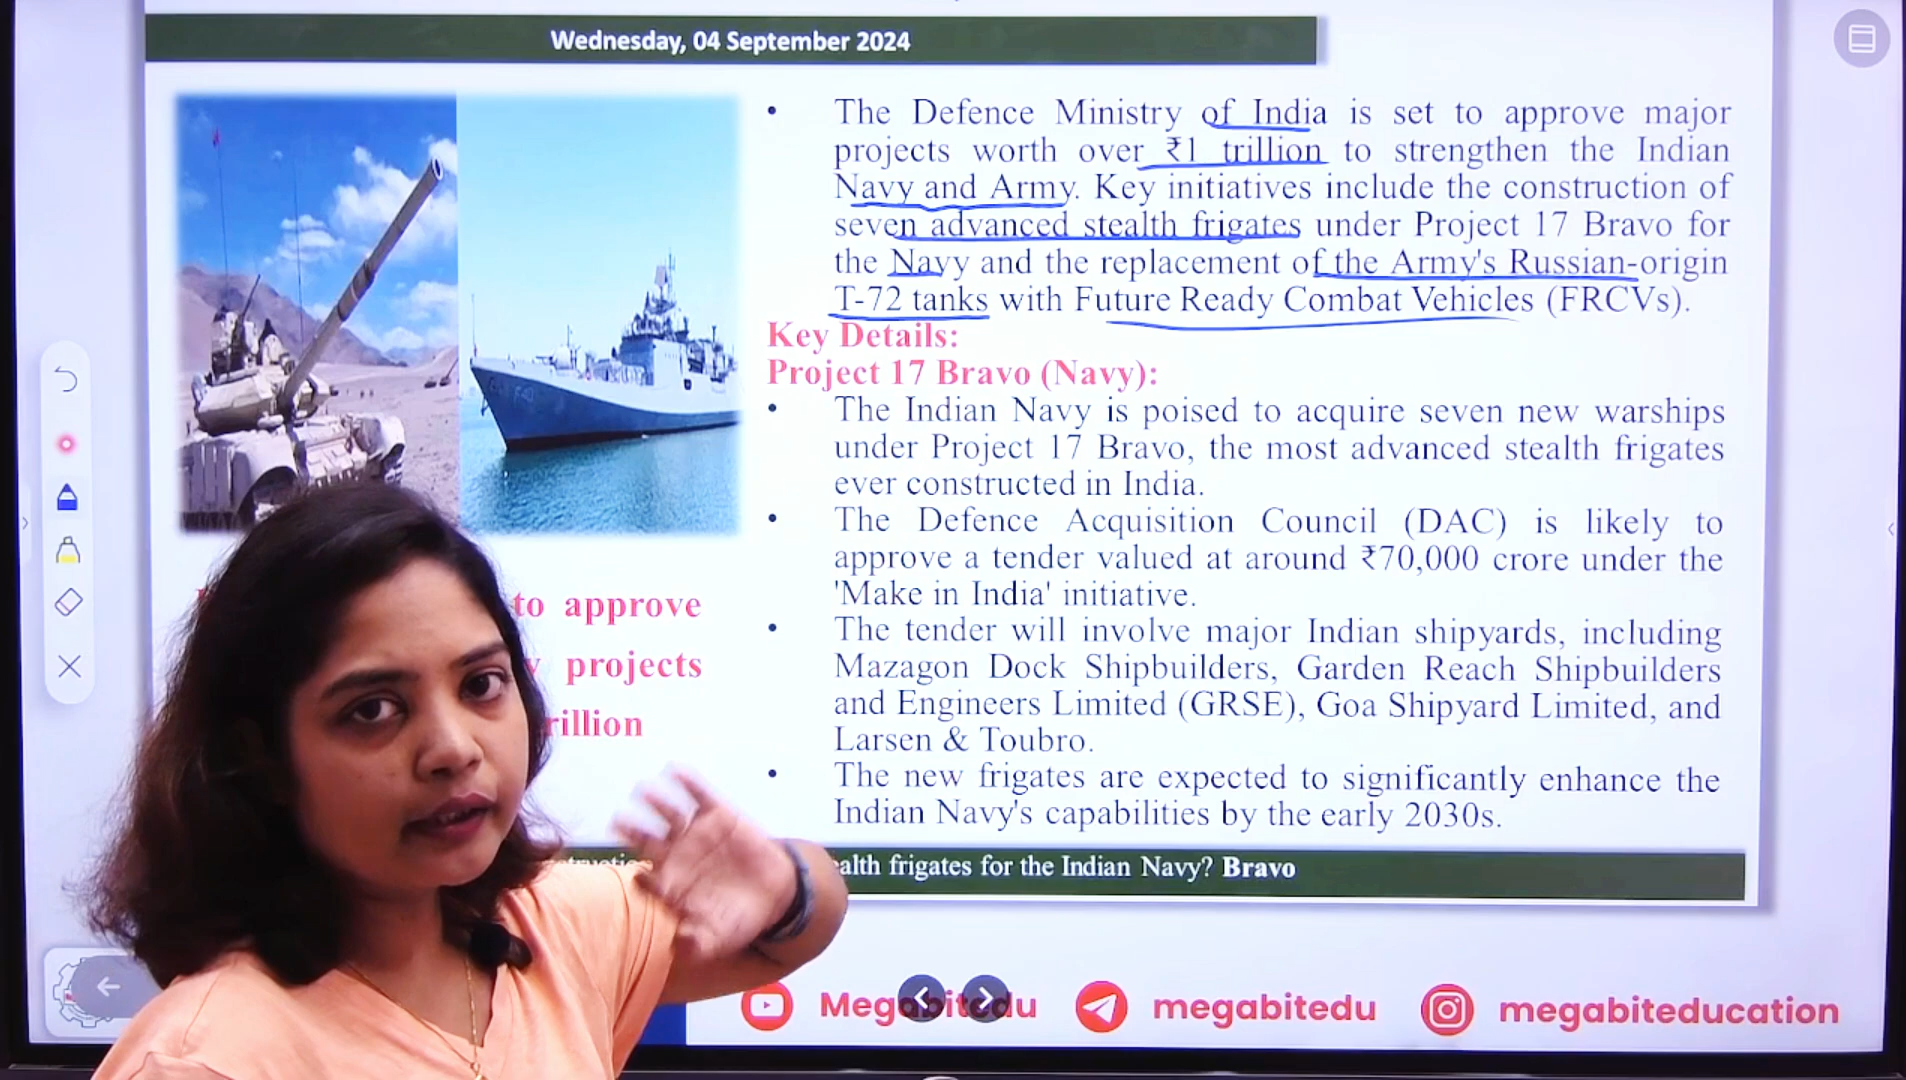 Wednesday, 04 September 2024
• The Defence Ministry of India is set to approve major
projects worth over ₹1 trillion to strengthen the Indian
Navy and Army. Key initiatives include the construction of
seven advanced stealth frigates under Project 17 Bravo for
the Navy and the replacement of the Army's Russian-origin
T-72 tanks with Future Ready Combat Vehicles (FRCVs).
Key Details:
Project 17 Bravo (Navy):
• The Indian Navy is poised to acquire seven new warships
under Project 17 Bravo, the most advanced stealth frigates
ever constructed in India.
• The Defence Acquisition Council (DAC) is likely to
approve a tender valued at around ₹70,000 crore under the
'Make in India' initiative.
• The tender will involve major Indian shipyards, including
Mazagon Dock Shipbuilders, Garden Reach Shipbuilders
and Engineers Limited (GRSE), Goa Shipyard Limited, and
Larsen & Toubro.
• The new frigates are expected to significantly enhance the
Indian Navy's capabilities by the early 2030s.
to approve
projects
rillion
alth frigates for the Indian Navy? Bravo
Megabitedu
megabitedu
megabiteducation